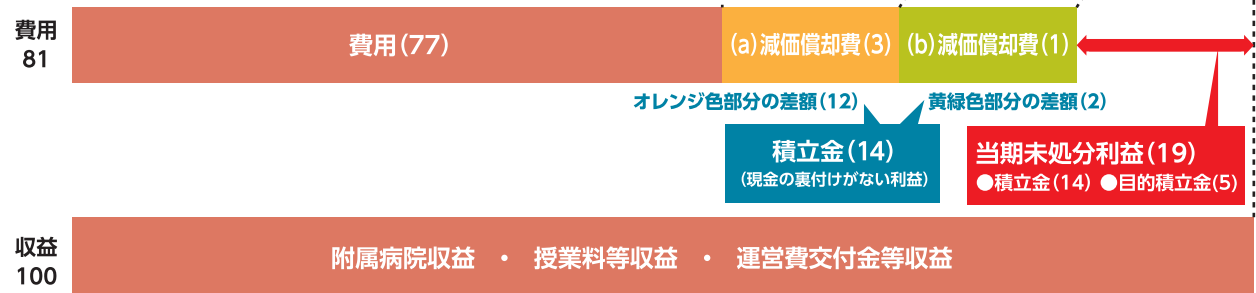 費用
81
費用(77)
(a)減価償却費(3)
(b)減価償却費(1)
オレンジ色部分の差額(12)
黄緑色部分の差額(2)
積立金(14)
(現金の裏付けがない利益)
当期未処分利益(19)
●積立金(14) ●目的積立金(5)
収益
100
附属病院収益 ・ 授業料等収益 ・ 運営費交付金等収益